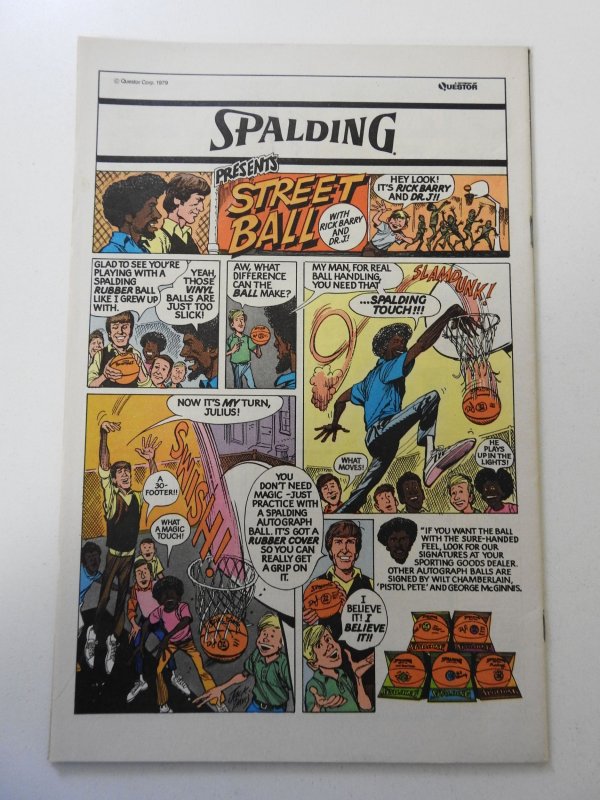 © Questor Corp. 1979
QUESTOR
SPALDING
PRESENTS
STREET
BALL
WITH
RICK BARRY
AND
DR. J!
HEY LOOK!
IT'S RICK BARRY
AND DR. J!!
GLAD TO SEE YOU'RE
PLAYING WITH A
SPALDING
RUBBER BALL
LIKE I GREW UP
WITH.
YEAH,
THOSE
VINYL
BALLS ARE
JUST TOO
SLICK!
AW, WHAT
DIFFERENCE
CAN THE
BALL MAKE?
MY MAN, FOR REAL
BALL HANDLING,
YOU NEED THAT
...SPALDING
TOUCH!!!
SLAM DUNK!
WHAT
MOVES!
HE
PLAYS
UP IN THE
LIGHTS!
NOW IT'S MY TURN,
JULIUS!
SWISH!
A
30-
FOOTER!!
WHAT
A MAGIC
TOUCH!
YOU
DON'T NEED
MAGIC - JUST
PRACTICE WITH
A SPALDING
AUTOGRAPH
BALL. IT'S GOT A
RUBBER COVER
SO YOU CAN
REALLY GET
A GRIP ON
IT.
I
BELIEVE
IT! I
BELIEVE
IT!!
"IF YOU WANT THE BALL
WITH THE SURE-HANDED
FEEL, LOOK FOR OUR
SIGNATURES AT YOUR
SPORTING GOODS DEALER.
OTHER AUTOGRAPH BALLS ARE
SIGNED BY WILT CHAMBERLAIN,
'PISTOL PETE' AND GEORGE McGINNIS.
SPALDING SPALDING
SPALDING SPALDING SPALDING